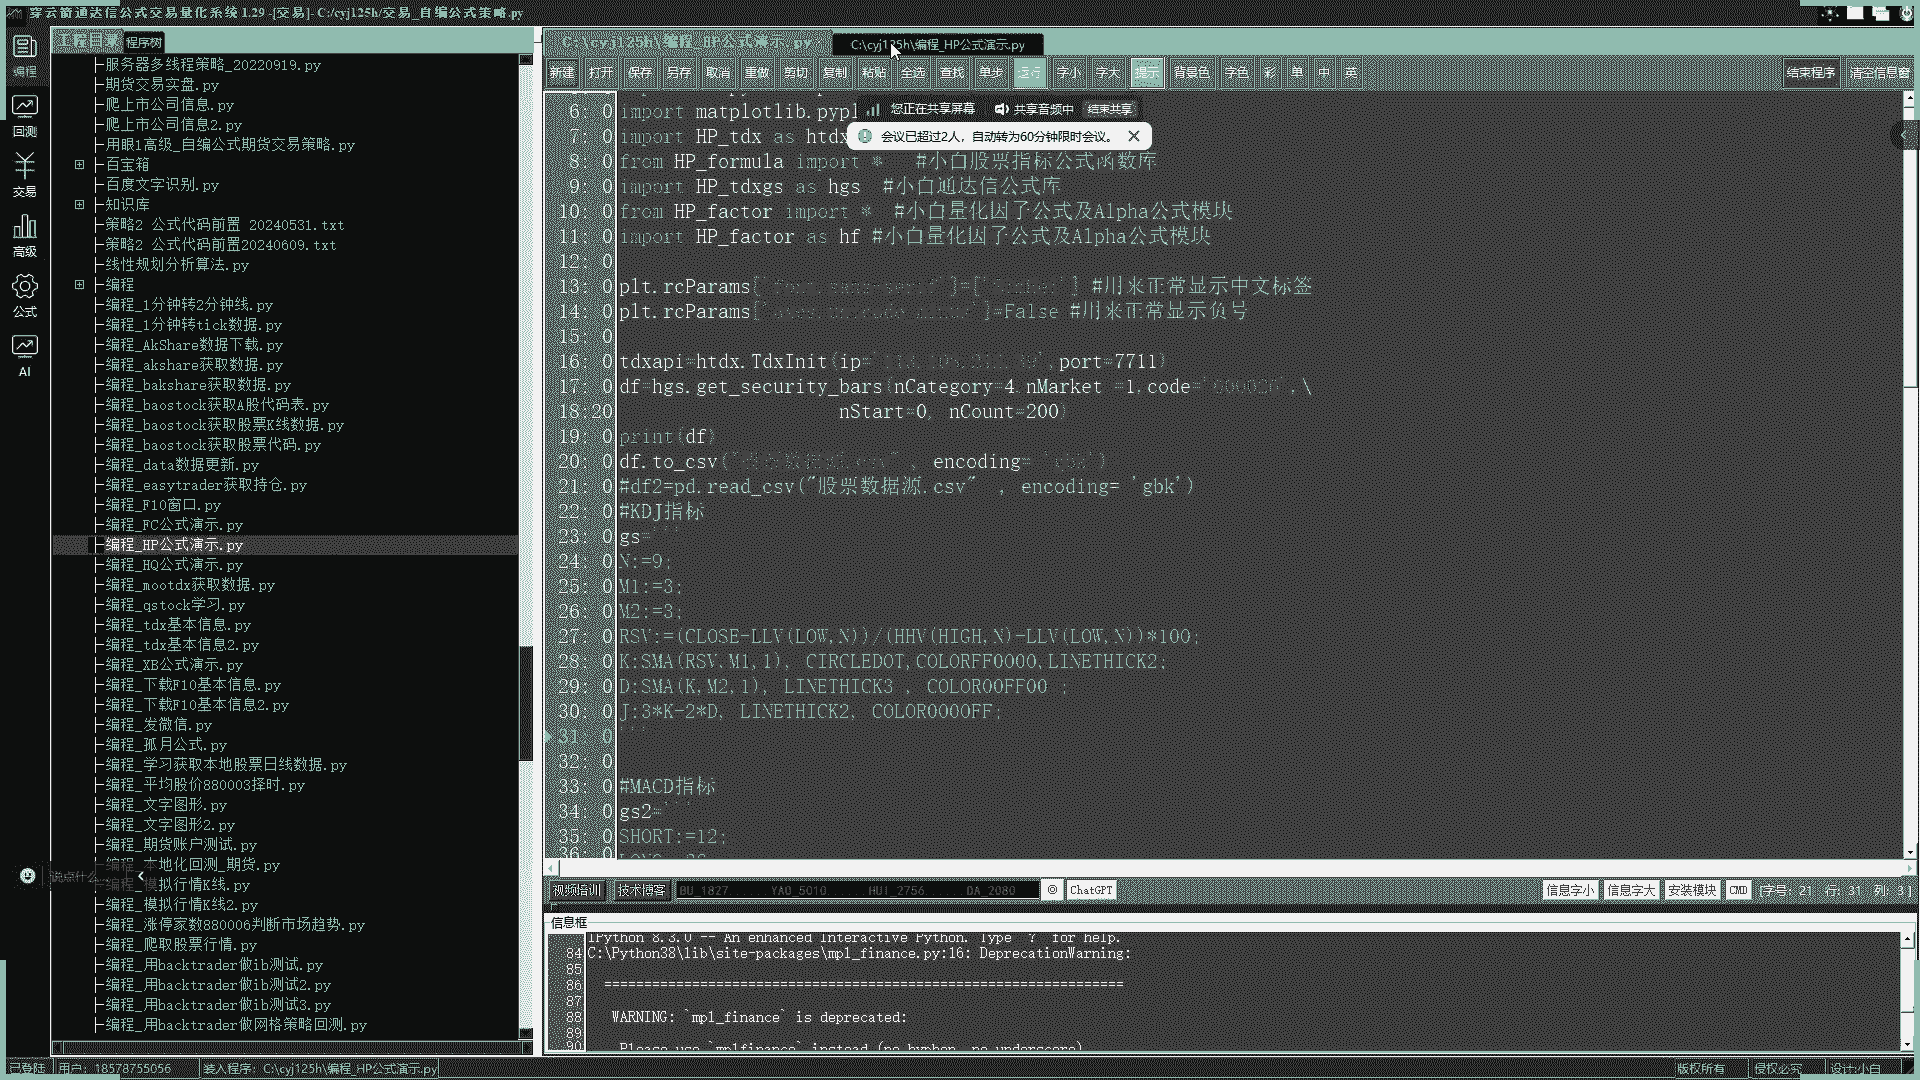 穿云箭通达信公式交易量化系统 1.29 -[交易]- C:/cyj125h/交易_自编公式策略.py
编程
回测
交易
高级
公式
AI
程序树
├服务器多线程策略_20220919.py
├期货交易实盘.py
├爬上市公司信息.py
├爬上市公司信息2.py
├用眼1高级_自编公式期货交易策略.py
├百宝箱
├百度文字识别.py
├知识库
├策略2 公式代码前置 20240531.txt
├策略2 公式代码前置20240609.txt
├线性规划分析算法.py
├编程
├编程_1分钟转2分钟线.py
├编程_1分钟转tick数据.py
├编程_AkShare数据下载.py
├编程_akshare获取数据.py
├编程_bakshare获取数据.py
├编程_baostock获取A股代码表.py
├编程_baostock获取股票K线数据.py
├编程_baostock获取股票代码.py
├编程_data数据更新.py
├编程_easytrader获取持仓.py
├编程_F10窗口.py
├编程_FC公式演示.py
├编程_HP公式演示.py
├编程_HQ公式演示.py
├编程_mootdx获取数据.py
├编程_qstock学习.py
├编程_tdx基本信息.py
├编程_tdx基本信息2.py
├编程_XB公式演示.py
├编程_下载F10基本信息.py
├编程_下载F10基本信息2.py
├编程_发微信.py
├编程_孤月公式.py
├编程_学习获取本地股票日线数据.py
├编程_平均股价880003择时.py
├编程_文字图形.py
├编程_文字图形2.py
├编程_期货账户测试.py
编程_本地化回测_期货.py
编程_模拟行情K线.py
├编程_模拟行情K线2.py
├编程_涨停家数880006判断市场趋势.py
├编程_爬取股票行情.py
├编程_用backtrader做ib测试.py
├编程_用backtrader做ib测试2.py
├编程_用backtrader做ib测试3.py
├编程_用backtrader做网格策略回测.py
说点什么...
C:\cyj125h\编程_HP公式演示.py
C:\cyj125h\编程_HP公式演示.py
新建 打开 保存 另存 取消 重做 剪切 复制 粘贴 全选 查找 单步 运行 字小 字大 提示 背景色 字色 彩 单 中 英 结束程序 清空信息窗
您正在共享屏幕 共享音频中 结束共享
会议已超过2人，自动转为60分钟限时会议。
6: 0 import matplotlib.pypl
7: 0 import HP_tdx as htdx
8: 0 from HP_formula import * #小白股票指标公式函数库
9: 0 import HP_tdxgs as hgs #小白通达信公式库
10: 0 from HP_factor import * #小白量化因子公式及Alpha公式模块
11: 0 import HP_factor as hf #小白量化因子公式及Alpha公式模块
12: 0
13: 0 plt.rcParams[ ]=[ ] #用来正常显示中文标签
14: 0 plt.rcParams[ ]=False #用来正常显示负号
15: 0
16: 0 tdxapi=htdx.TdxInit(ip= ,port=7711)
17: 0 df=hgs.get_security_bars(nCategory=4,nMarket =1,code= ,\
18:20 nStart=0, nCount=200)
19: 0 print(df)
20: 0 df.to_csv( encoding= 'gbk')
21: 0 #df2=pd.read_csv("股票数据源.csv" , encoding= 'gbk')
22: 0 #KDJ指标
23: 0 gs='''
24: 0 N:=9;
25: 0 M1:=3;
26: 0 M2:=3;
27: 0 RSV:=(CLOSE-LLV(LOW,N))/(HHV(HIGH,N)-LLV(LOW,N))*100;
28: 0 K:SMA(RSV,M1,1), CIRCLEDOT,COLORFF0000,LINETHICK2;
29: 0 D:SMA(K,M2,1), LINETHICK3 , COLOR00FF00 ;
30: 0 J:3*K-2*D, LINETHICK2, COLOR0000FF;
31: 0 '''
32: 0
33: 0 #MACD指标
34: 0 gs2='''
35: 0 SHORT:=12;
36: 0
视频培训 技术博客 BU_1827 YAO_5010 HUI_2756 DA_2080 ChatGPT 信息字小 信息字大 安装模块 CMD [字号: 21 行: 31 列: 3 ]
信息框
IPython 8.3.0 -- An enhanced Interactive Python. Type '?' for help.
84 C:\Python38\lib\site-packages\mpl_finance.py:16: DeprecationWarning:
85
86 =================================================================
87
88 WARNING: `mpl_finance` is deprecated:
89
90 Please use `mplfinance` instead (no hyphen, no underscore).
已登陆 用户: 18578755056 装入程序: C:\cyj125h\编程_HP公式演示.py 版权所有 侵权必究 设计:小白